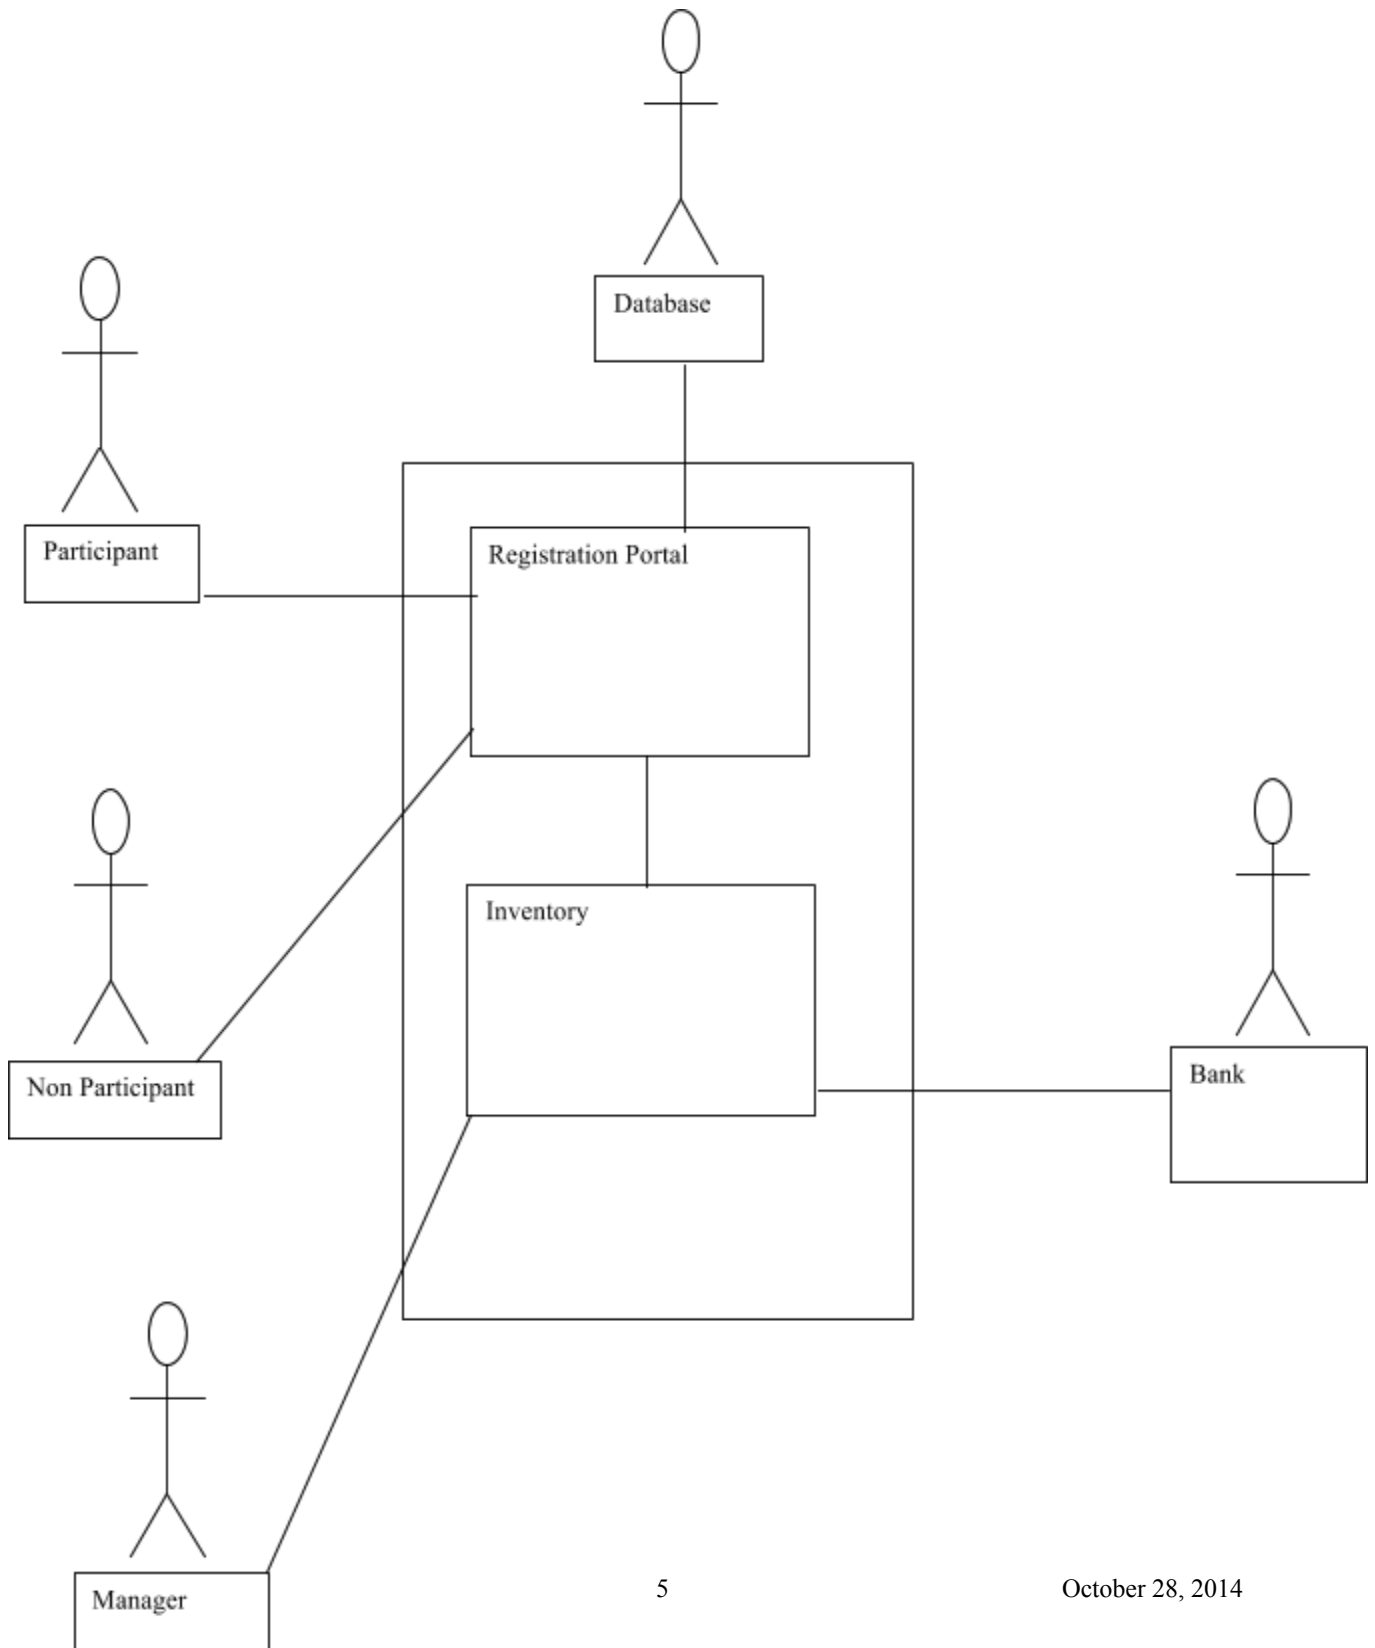 Database
Participant
Registration Portal
Inventory
Non Participant
Bank
Manager
5
October 28, 2014